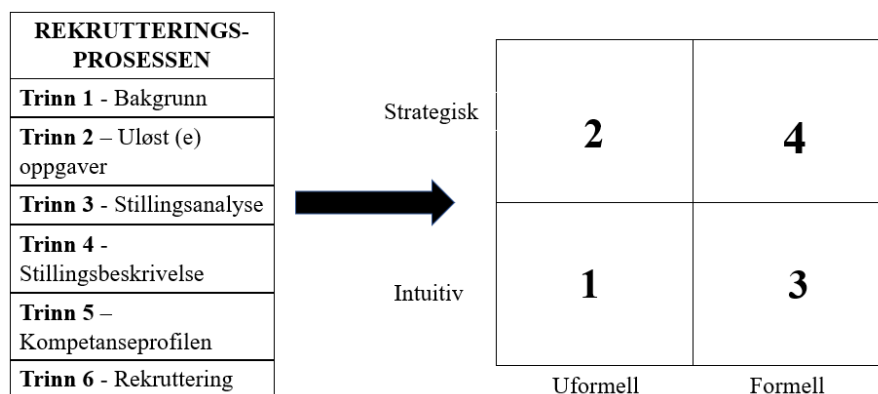 REKRUTTERINGS-
PROSESSEN
Trinn 1 - Bakgrunn
Trinn 2 – Uløst (e)
oppgaver
Trinn 3 - Stillingsanalyse
Trinn 4 -
Stillingsbeskrivelse
Trinn 5 –
Kompetanseprofilen
Trinn 6 - Rekruttering
Strategisk
2
4
Intuitiv
1
3
Uformell
Formell